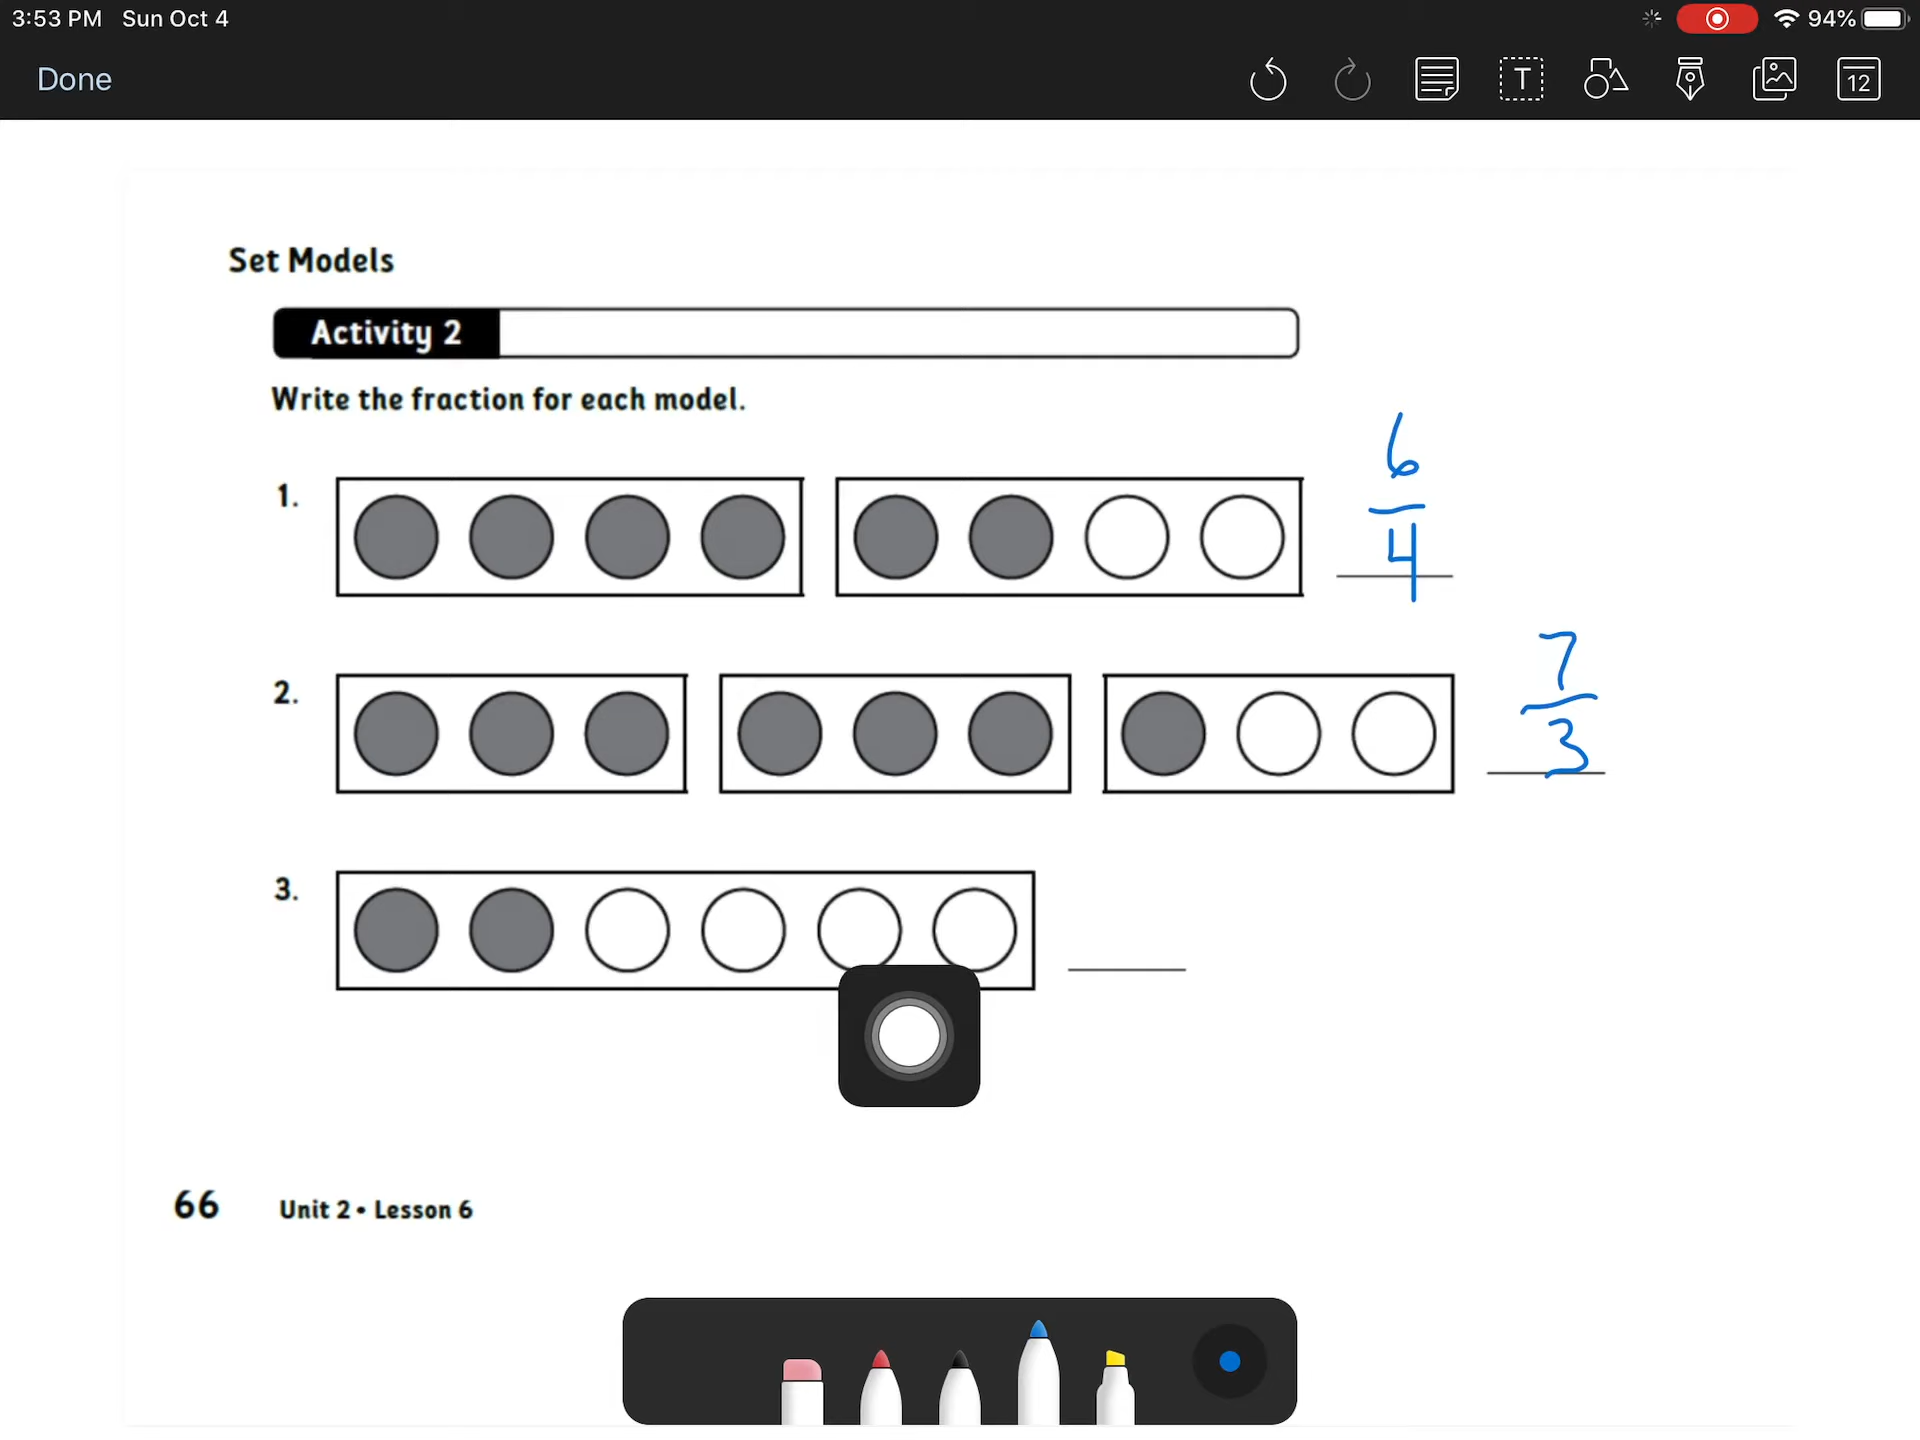 3:53 PM Sun Oct 4 94%
Done T 12
Set Models
Activity 2
Write the fraction for each model.
1. 6/4
2. 7/3
3.
66 Unit 2 • Lesson 6